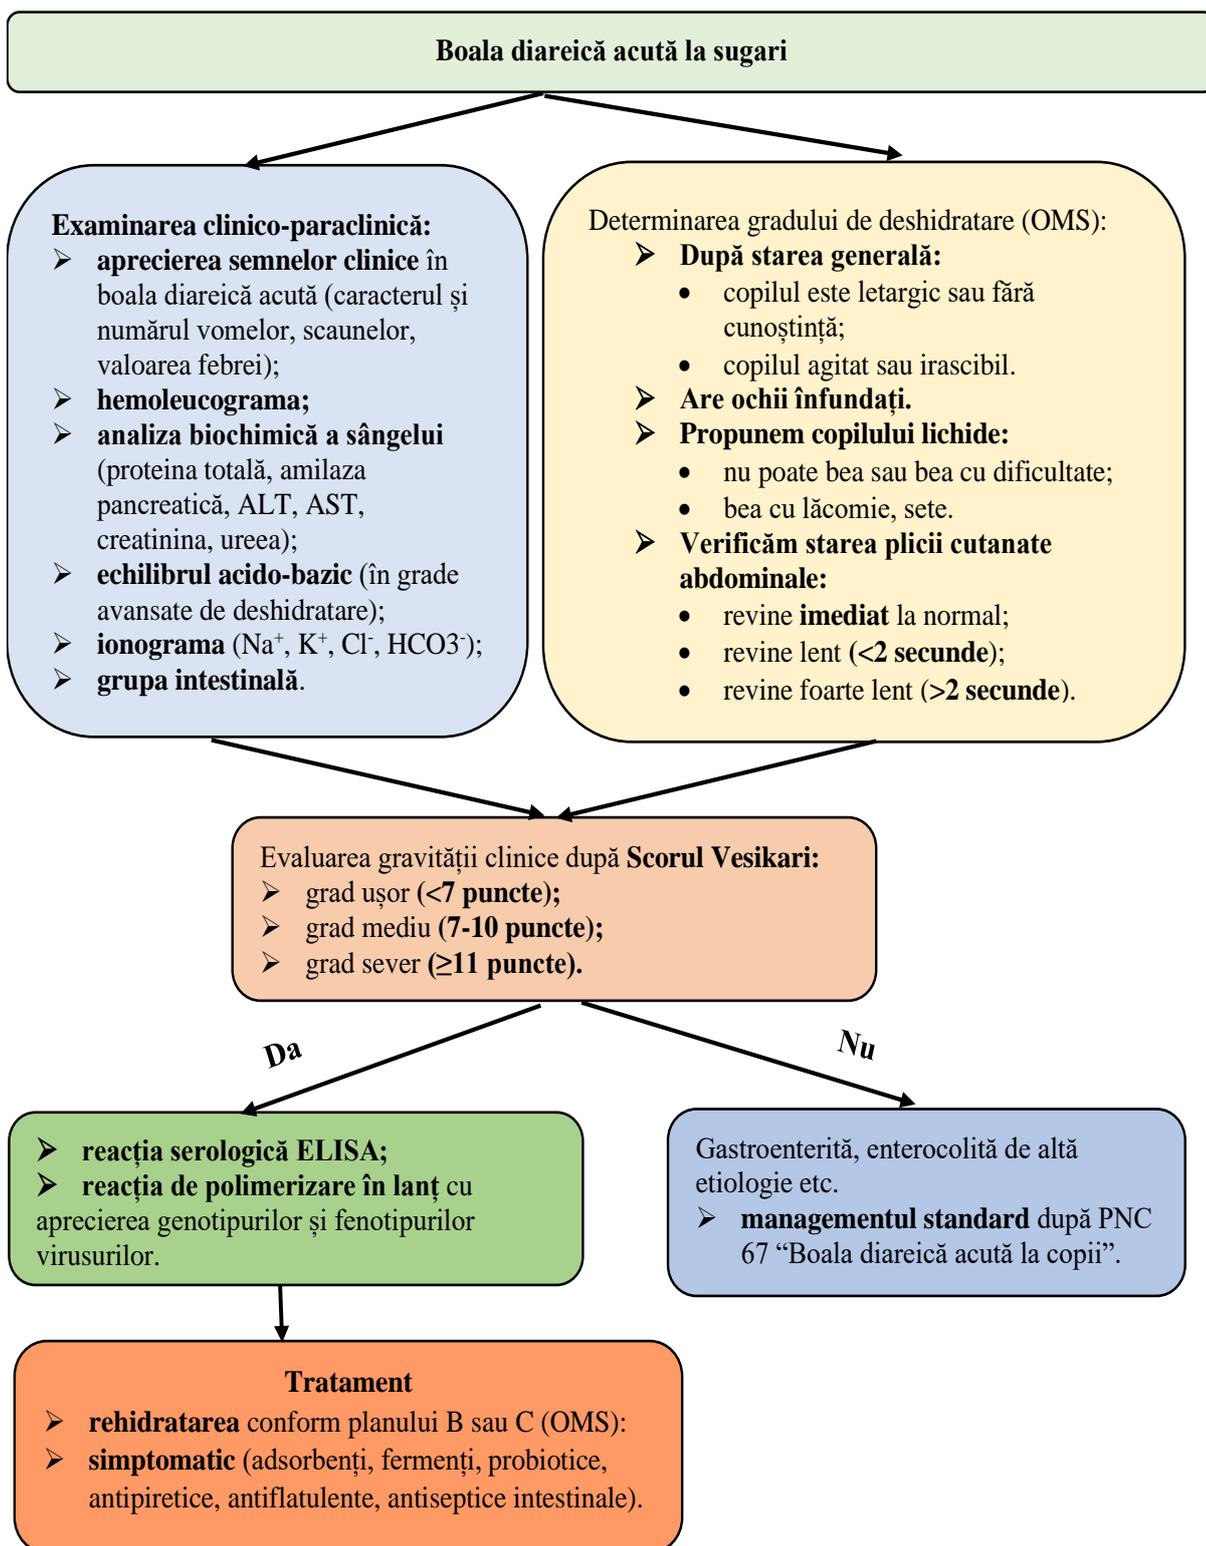 Boala diareică acută la sugari
Examinarea clinico-paraclinică:
➢ aprecierea semnelor clinice în
boala diareică acută (caracterul și
numărul vomelor, scaunelor,
valoarea febrei);
➢ hemoleucograma;
➢ analiza biochimică a sângelui
(proteina totală, amilaza
pancreatică, ALT, AST,
creatinina, ureea);
➢ echilibrul acido-bazic (în grade
avansate de deshidratare);
➢ ionograma (Na⁺, K⁺, Cl⁻, HCO3⁻);
➢ grupa intestinală.
Determinarea gradului de deshidratare (OMS):
➢ După starea generală:
• copilul este letargic sau fără
cunoștință;
• copilul agitat sau irascibil.
➢ Are ochii înfundați.
➢ Propunem copilului lichide:
• nu poate bea sau bea cu dificultate;
• bea cu lăcomie, sete.
➢ Verificăm starea plicii cutanate
abdominale:
• revine imediat la normal;
• revine lent (<2 secunde);
• revine foarte lent (>2 secunde).
Evaluarea gravității clinice după Scorul Vesikari:
➢ grad ușor (<7 puncte);
➢ grad mediu (7-10 puncte);
➢ grad sever (≥11 puncte).
Da
Nu
➢ reacția serologică ELISA;
➢ reacția de polimerizare în lanț cu
aprecierea genotipurilor și fenotipurilor
virusurilor.
Gastroenterită, enterocolită de altă
etiologie etc.
➢ managementul standard după PNC
67 “Boala diareică acută la copii”.
Tratament
➢ rehidratarea conform planului B sau C (OMS):
➢ simptomatic (adsorbenți, fermenți, probiotice,
antipiretice, antiflatulente, antiseptice intestinale).